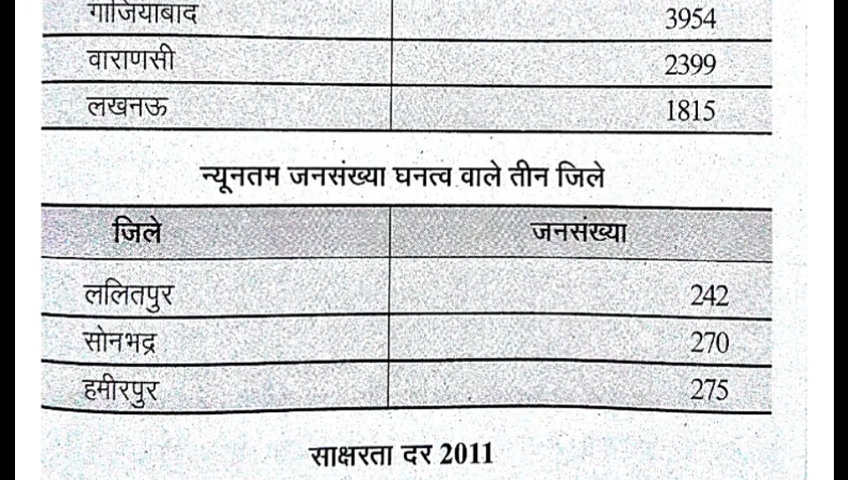 गाजियाबाद 3954
वाराणसी 2399
लखनऊ 1815
न्यूनतम जनसंख्या घनत्व वाले तीन जिले
जिले जनसंख्या
ललितपुर 242
सोनभद्र 270
हमीरपुर 275
साक्षरता दर 2011